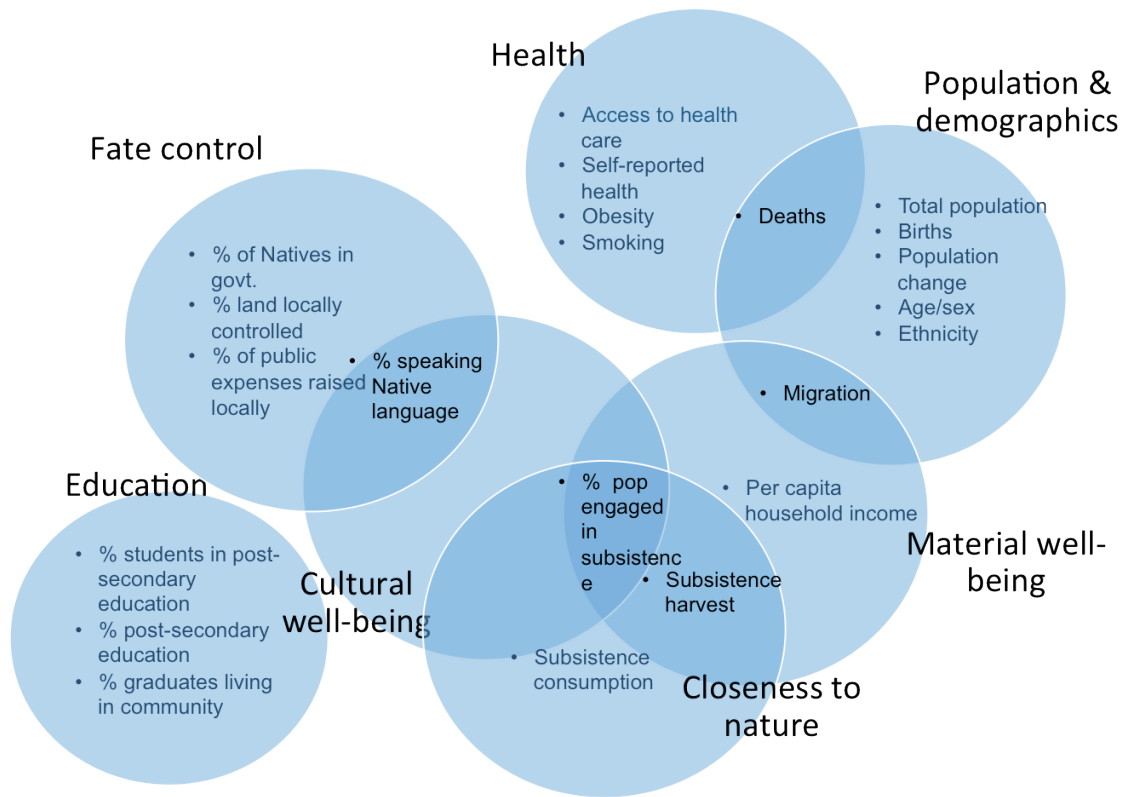 Health
• Access to health
care
• Self-reported
health
• Obesity
• Smoking
Population &
demographics
• Deaths
• Total population
• Births
• Population
change
• Age/sex
• Ethnicity
Fate control
• % of Natives in
govt.
• % land locally
controlled
• % of public
expenses raised
locally
• % speaking
Native
language
• Migration
Education
• % students in post-
secondary
education
• % post-secondary
education
• % graduates living
in community
Cultural
well-being
• % pop
engaged
in
subsistenc
e
• Per capita
household income
Material well-
being
• Subsistence
harvest
• Subsistence
consumption
Closeness to
nature